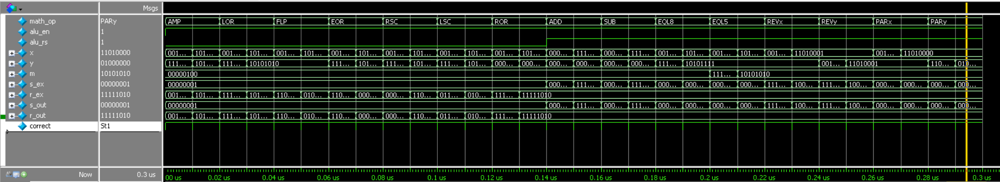 Msgs
math_op PARy AMP LOR FLP EOR RSC LSC ROR ADD SUB EQL8 EQL5 REVx REVy PARx PARy
alu_en 1
alu_rs 1
x 11010000 001... 101... 001... 101... 001... 101... 001... 101... 001... 101... 001... 101... 001... 101... 000... 111... 000... 111... 001... 101... 001... 101... 001... 11010001 001... 11010000
y 01000000 111... 101... 111... 10101010 111... 101... 111... 101... 111... 101... 000... 000... 000... 000... 000... 000... 111... 10101111 001... 11010001 110... 010...
m 10101010 00000100 111... 10101010
s_ex 00000001 00000001 000... 111... 000... 111... 000... 000... 000... 000... 111... 100... 111... 100... 000... 000... 000... 000...
r_ex 11111010 001... 101... 111... 101... 110... 010... 110... 000... 000... 110... 011... 010... 111... 11111010
s_out 00000001 00000001 000... 111... 000... 111... 000... 000... 000... 000... 111... 100... 111... 100... 000... 000... 000... 000...
r_out 11111010 001... 101... 111... 101... 110... 010... 110... 000... 000... 110... 011... 010... 111... 11111010
correct St1
Now 0.3 us 00 us 0.02 us 0.04 us 0.06 us 0.08 us 0.1 us 0.12 us 0.14 us 0.16 us 0.18 us 0.2 us 0.22 us 0.24 us 0.26 us 0.28 us 0.3 us